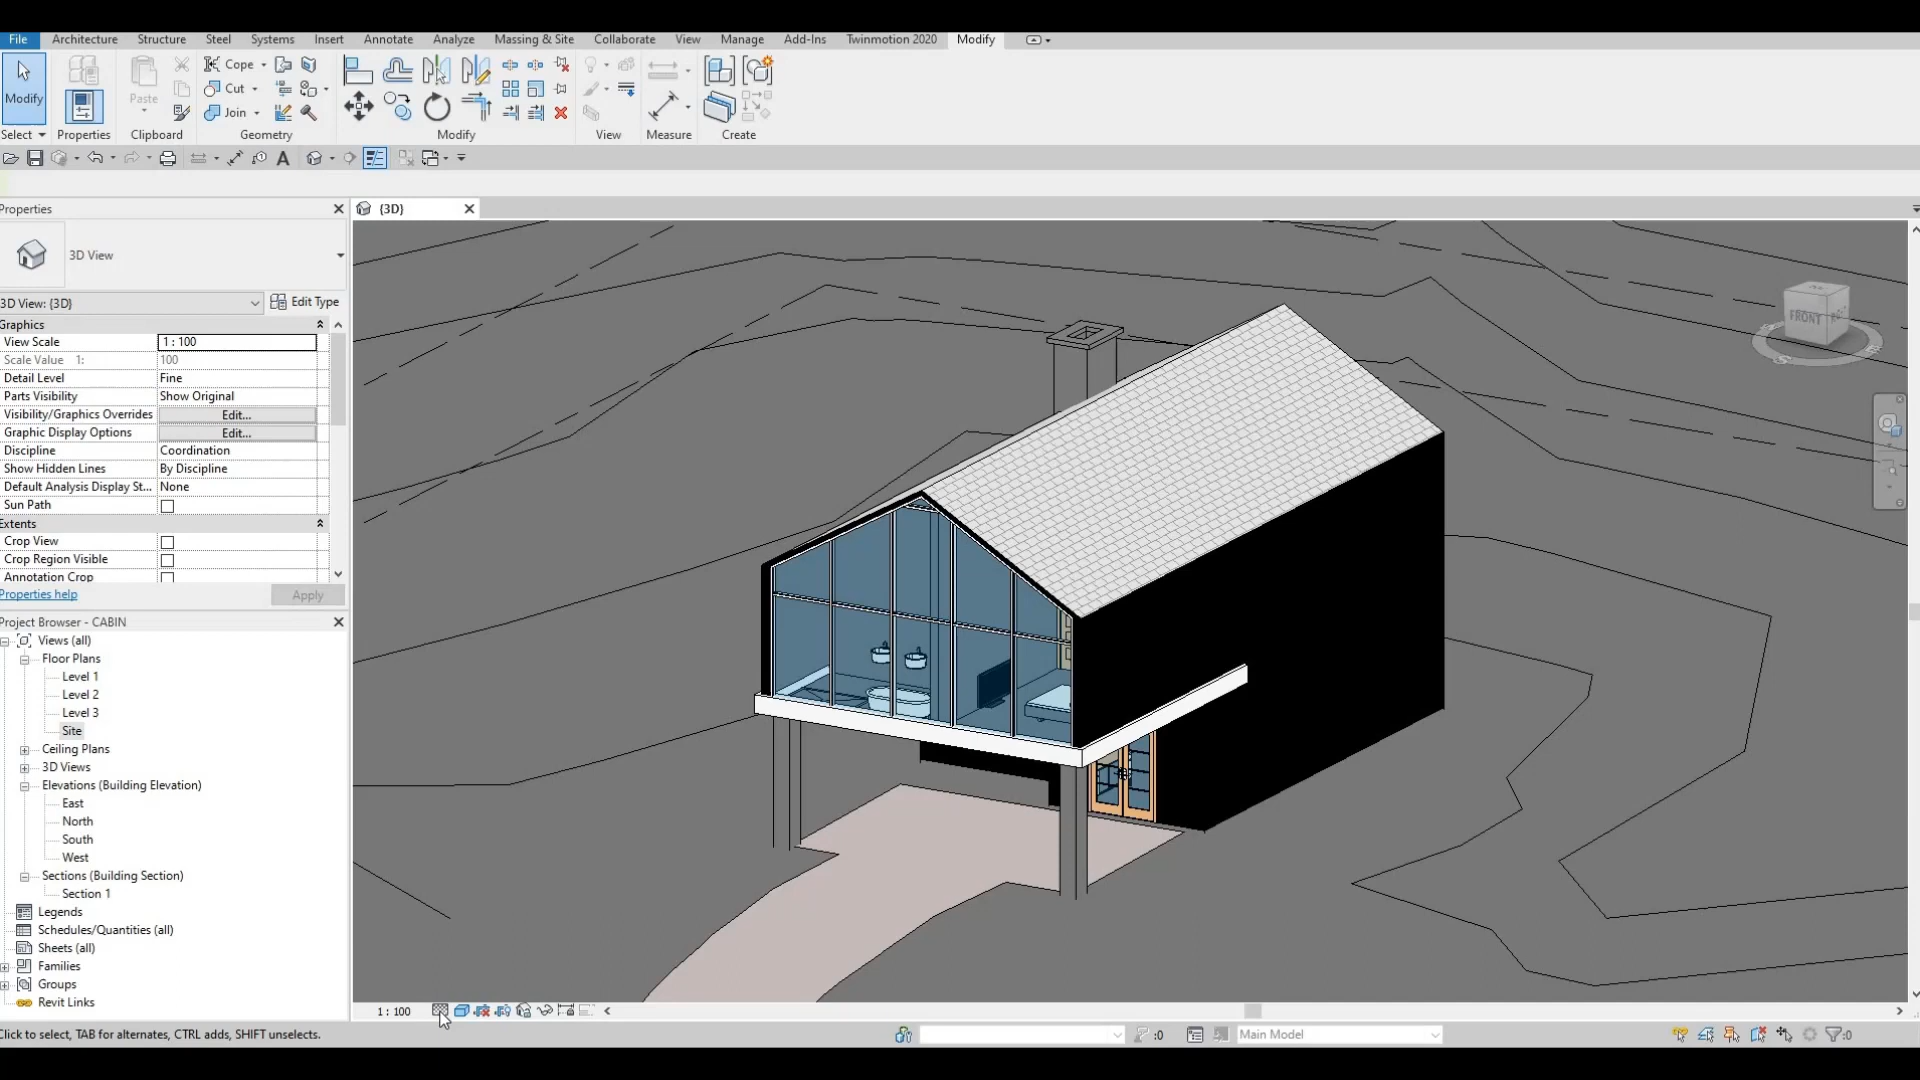 File Architecture Structure Steel Systems Insert Annotate Analyze Massing & Site Collaborate View Manage Add-Ins Twinmotion 2020 Modify
Cope
Modify Paste Cut
Join
Select Properties Clipboard Geometry Modify View Measure Create
A
Properties {3D}
3D View
3D View: {3D} Edit Type
Graphics
View Scale 1 : 100
Scale Value 1: 100
Detail Level Fine
Parts Visibility Show Original
Visibility/Graphics Overrides Edit...
Graphic Display Options Edit...
Discipline Coordination
Show Hidden Lines By Discipline
Default Analysis Display St... None
Sun Path
Extents
Crop View
Crop Region Visible
Annotation Crop
Properties help Apply
Project Browser - CABIN
Views (all)
Floor Plans
Level 1
Level 2
Level 3
Site
Ceiling Plans
3D Views
Elevations (Building Elevation)
East
North
South
West
Sections (Building Section)
Section 1
Legends
Schedules/Quantities (all)
Sheets (all)
Families
Groups
Revit Links
FRONT
1 : 100
Click to select, TAB for alternates, CTRL adds, SHIFT unselects. :0 Main Model :0